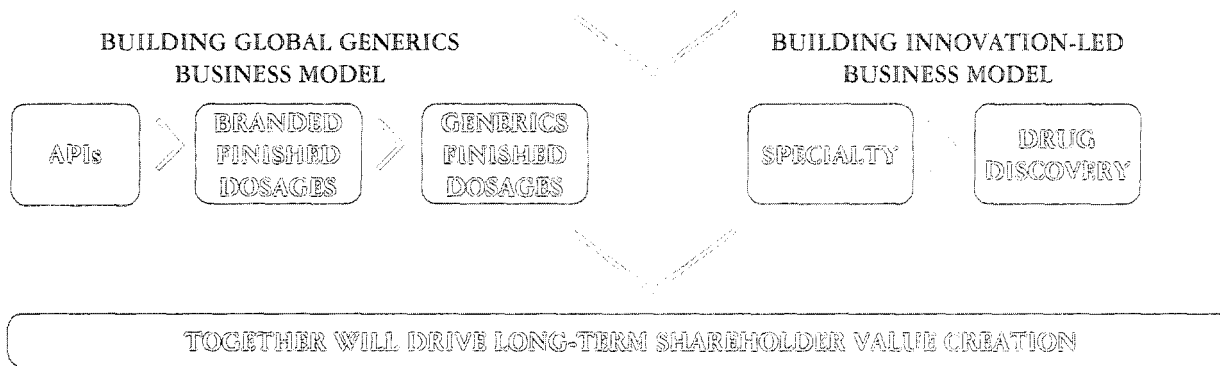 BUILDING GLOBAL GENERICS
BUSINESS MODEL
APIs
BRANDED
FINISHED
DOSAGES
GENERICS
FINISHED
DOSAGES
BUILDING INNOVATION-LED
BUSINESS MODEL
SPECIALTY
DRUG
DISCOVERY
TOGETHER WILL DRIVE LONG-TERM SHAREHOLDER VALUE CREATION